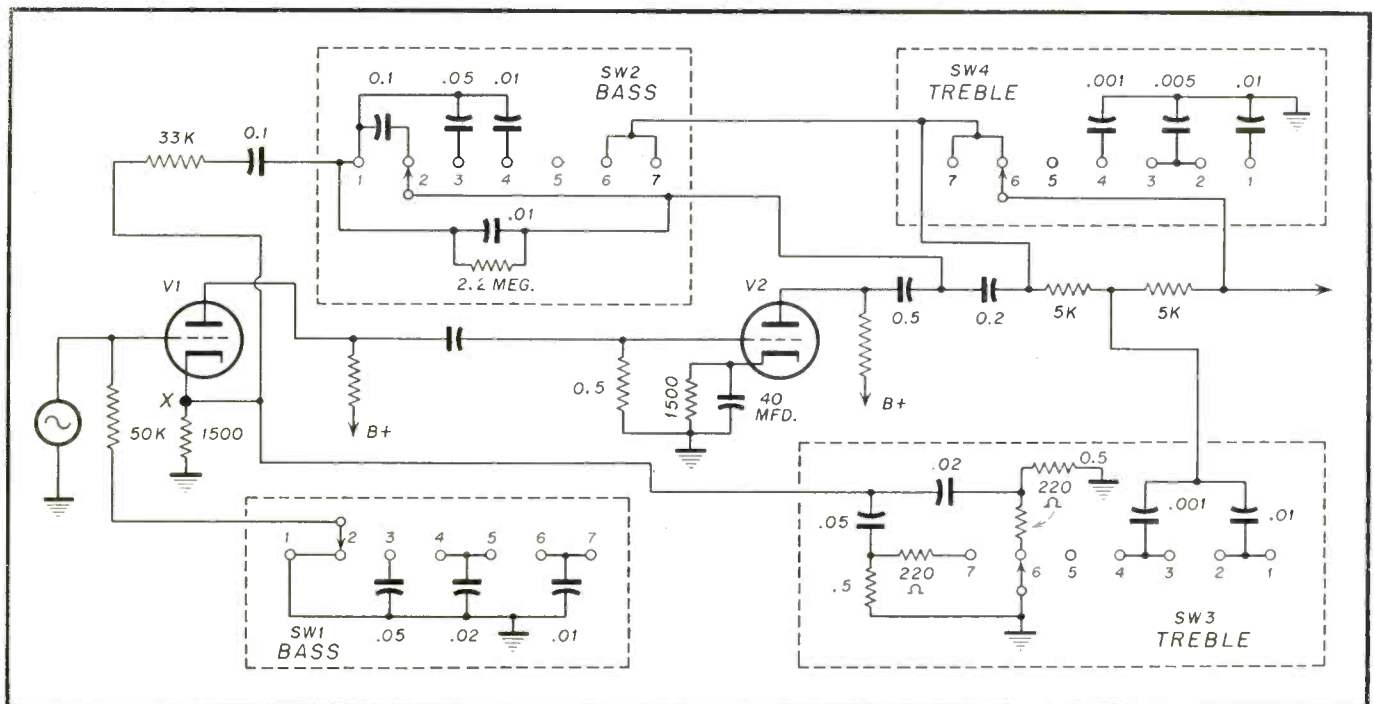 SW2
BASS
0.1
.05
.01
33K
0.1
1
2
3
4
5
6
7
.01
2.2 MEG.
SW4
TREBLE
.001
.005
.01
7
6
5
4
3
2
1
V1
X
50K
1500
B+
0.5
V2
1500
40
MFD.
B+
0.5
0.2
5K
5K
1
2
3
4
5
6
7
SW1
BASS
.05
.02
.01
.02
0.5
220
Ω
.05
.5
220
Ω
7
6
5
4
3
2
1
.001
.01
SW3
TREBLE